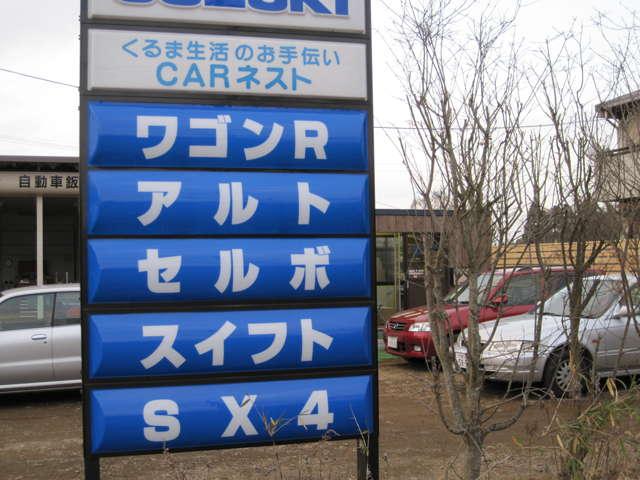 SUZUKI
くるま生活のお手伝い
CARネスト
ワゴンR
アルト
セルボ
スイフト
SX4
自動車鈑